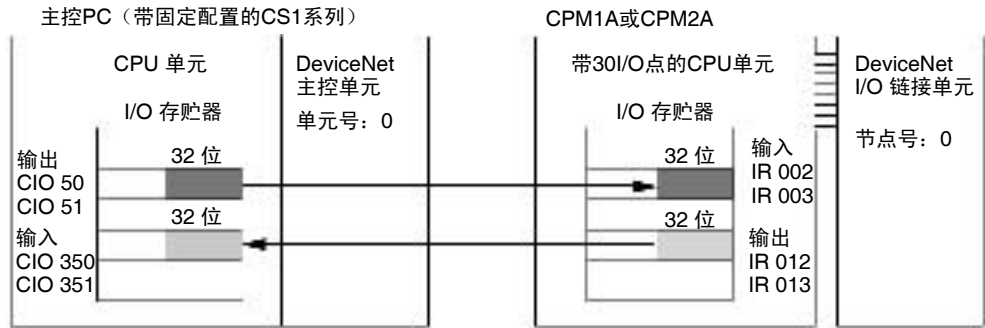 主控PC（带固定配置的CS1系列）
CPU 单元
I/O 存贮器
DeviceNet
主控单元
单元号：0
输出
CIO 50
CIO 51
32 位
输入
CIO 350
CIO 351
32 位
CPM1A或CPM2A
带30I/O点的CPU单元
I/O 存贮器
32 位
输入
IR 002
IR 003
32 位
输出
IR 012
IR 013
DeviceNet
I/O 链接单元
节点号：0